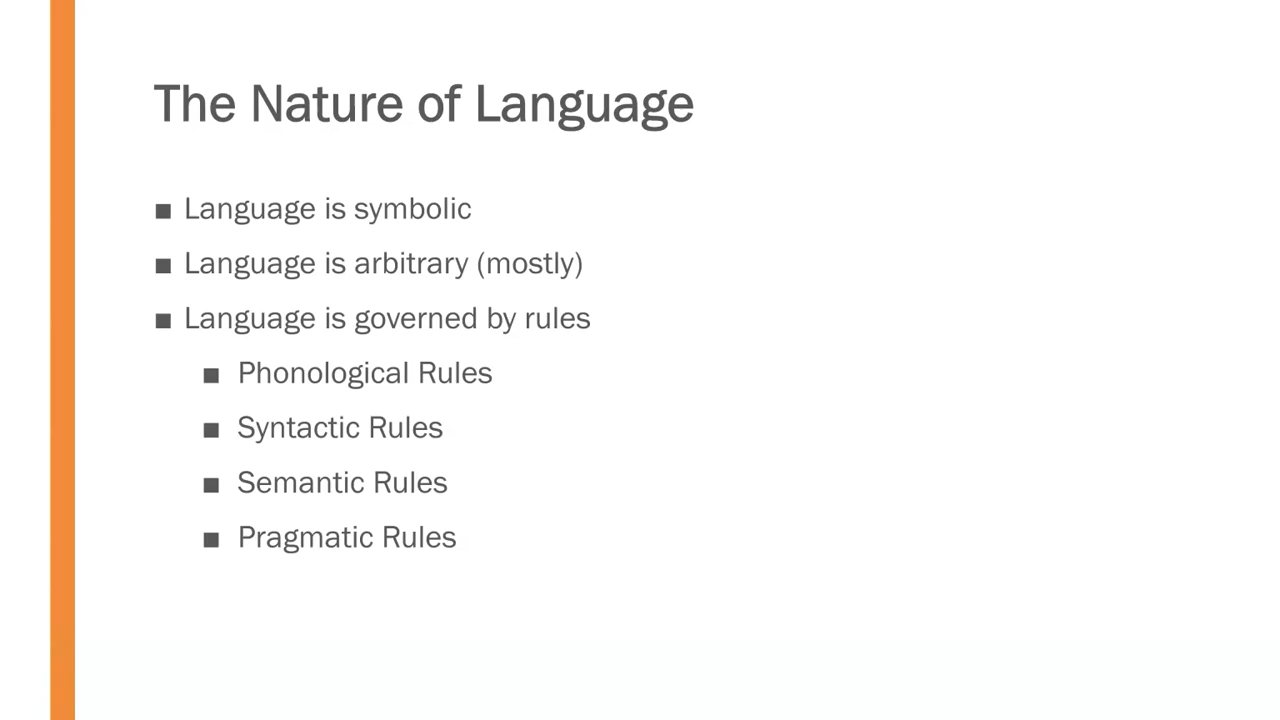 The Nature of Language
■ Language is symbolic
■ Language is arbitrary (mostly)
■ Language is governed by rules
■ Phonological Rules
■ Syntactic Rules
■ Semantic Rules
■ Pragmatic Rules